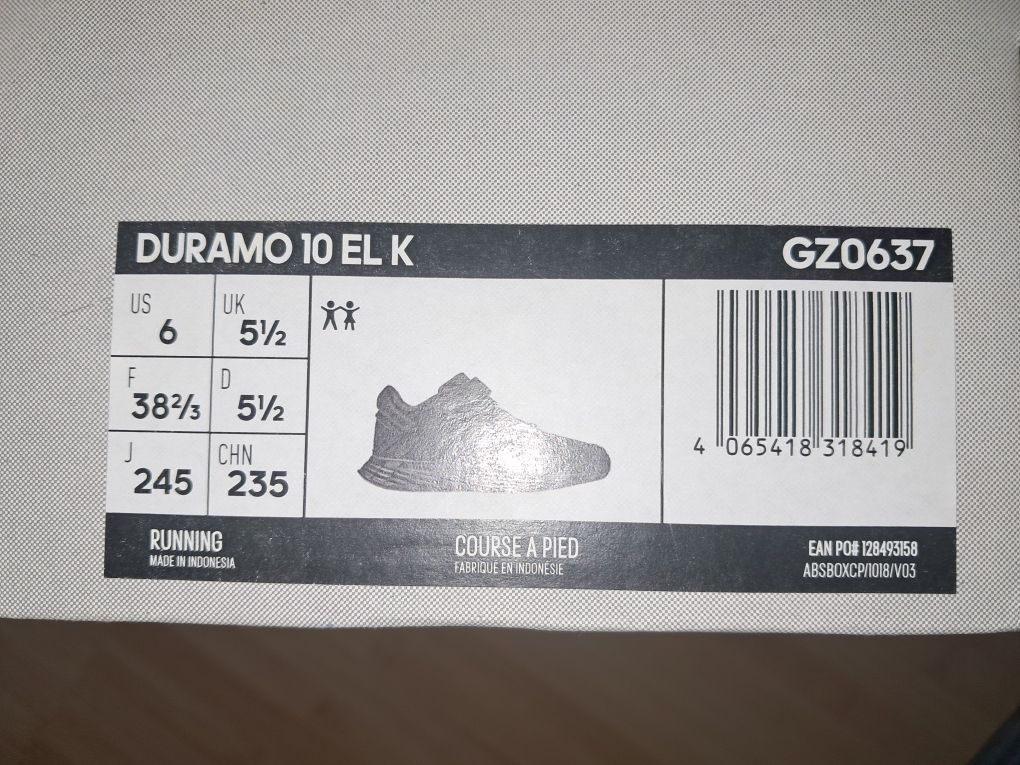 DURAMO 10 EL K GZ0637
US 6 UK 5½
F 38⅔ D 5½
J 245 CHN 235
4 065418 318419
RUNNING
MADE IN INDONESIA
COURSE A PIED
FABRIQUE EN INDONÉSIE
EAN PO# 128493158
ABSBOXCP/1018/V03